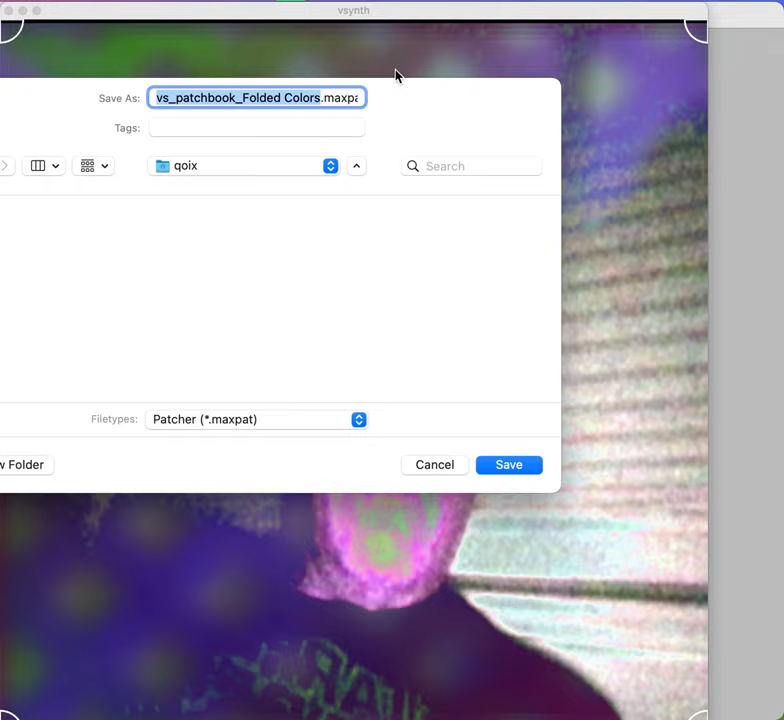 vsynth
Save As: vs_patchbook_Folded Colors.maxpa
Tags:
qoix
Search
Filetypes: Patcher (*.maxpat)
w Folder
Cancel
Save